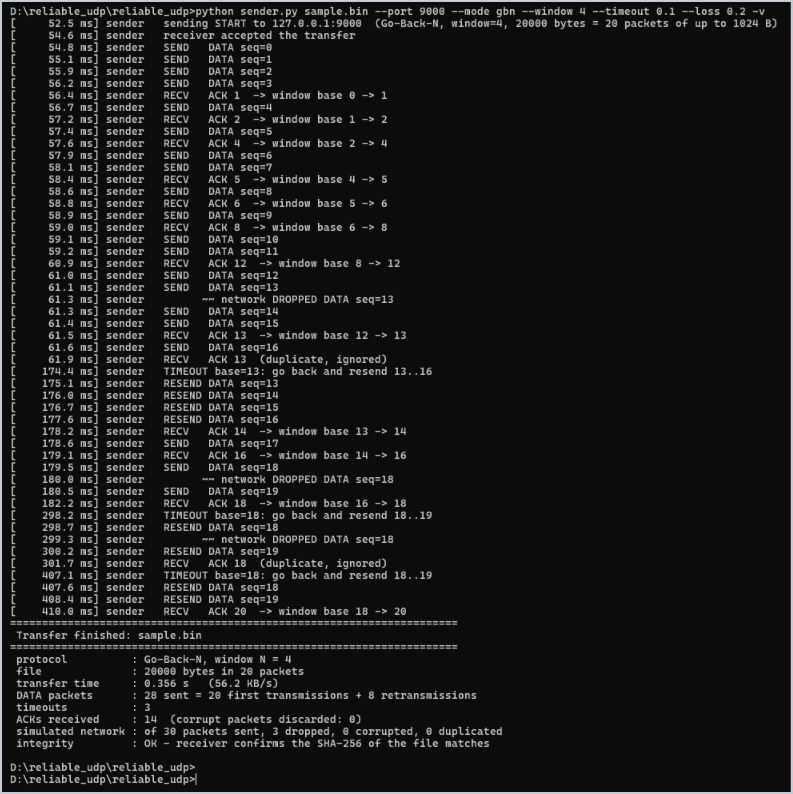 D:\reliable_udp\reliable_udp>python sender.py sample.bin --port 9000 --mode gbn --window 4 --timeout 0.1 --loss 0.2 -v
[     52.5 ms] sender   sending START to 127.0.0.1:9000  (Go-Back-N, window=4, 20000 bytes = 20 packets of up to 1024 B)
[     54.6 ms] sender   receiver accepted the transfer
[     54.8 ms] sender   SEND   DATA seq=0
[     55.1 ms] sender   SEND   DATA seq=1
[     55.9 ms] sender   SEND   DATA seq=2
[     56.2 ms] sender   SEND   DATA seq=3
[     56.4 ms] sender   RECV   ACK 1  -> window base 0 -> 1
[     56.7 ms] sender   SEND   DATA seq=4
[     57.2 ms] sender   RECV   ACK 2  -> window base 1 -> 2
[     57.4 ms] sender   SEND   DATA seq=5
[     57.6 ms] sender   RECV   ACK 4  -> window base 2 -> 4
[     57.9 ms] sender   SEND   DATA seq=6
[     58.1 ms] sender   SEND   DATA seq=7
[     58.4 ms] sender   RECV   ACK 5  -> window base 4 -> 5
[     58.6 ms] sender   SEND   DATA seq=8
[     58.8 ms] sender   RECV   ACK 6  -> window base 5 -> 6
[     58.9 ms] sender   SEND   DATA seq=9
[     59.0 ms] sender   RECV   ACK 8  -> window base 6 -> 8
[     59.1 ms] sender   SEND   DATA seq=10
[     59.2 ms] sender   SEND   DATA seq=11
[     60.9 ms] sender   RECV   ACK 12  -> window base 8 -> 12
[     61.0 ms] sender   SEND   DATA seq=12
[     61.1 ms] sender   SEND   DATA seq=13
[     61.3 ms] sender         ~~ network DROPPED DATA seq=13
[     61.3 ms] sender   SEND   DATA seq=14
[     61.4 ms] sender   SEND   DATA seq=15
[     61.5 ms] sender   RECV   ACK 13  -> window base 12 -> 13
[     61.6 ms] sender   SEND   DATA seq=16
[     61.9 ms] sender   RECV   ACK 13  (duplicate, ignored)
[    174.4 ms] sender   TIMEOUT base=13: go back and resend 13..16
[    175.1 ms] sender   RESEND DATA seq=13
[    176.0 ms] sender   RESEND DATA seq=14
[    176.7 ms] sender   RESEND DATA seq=15
[    177.6 ms] sender   RESEND DATA seq=16
[    178.2 ms] sender   RECV   ACK 14  -> window base 13 -> 14
[    178.6 ms] sender   SEND   DATA seq=17
[    179.1 ms] sender   RECV   ACK 16  -> window base 14 -> 16
[    179.5 ms] sender   SEND   DATA seq=18
[    180.0 ms] sender         ~~ network DROPPED DATA seq=18
[    180.5 ms] sender   SEND   DATA seq=19
[    182.2 ms] sender   RECV   ACK 18  -> window base 16 -> 18
[    298.2 ms] sender   TIMEOUT base=18: go back and resend 18..19
[    298.7 ms] sender   RESEND DATA seq=18
[    299.3 ms] sender         ~~ network DROPPED DATA seq=18
[    300.2 ms] sender   RESEND DATA seq=19
[    301.7 ms] sender   RECV   ACK 18  (duplicate, ignored)
[    407.1 ms] sender   TIMEOUT base=18: go back and resend 18..19
[    407.6 ms] sender   RESEND DATA seq=18
[    408.4 ms] sender   RESEND DATA seq=19
[    410.0 ms] sender   RECV   ACK 20  -> window base 18 -> 20
======================================================================
 Transfer finished: sample.bin
======================================================================
 protocol          : Go-Back-N, window N = 4
 file              : 20000 bytes in 20 packets
 transfer time     : 0.356 s  (56.2 KB/s)
 DATA packets      : 28 sent = 20 first transmissions + 8 retransmissions
 timeouts          : 3
 ACKs received     : 14  (corrupt packets discarded: 0)
 simulated network : of 30 packets sent, 3 dropped, 0 corrupted, 0 duplicated
 integrity         : OK - receiver confirms the SHA-256 of the file matches

D:\reliable_udp\reliable_udp>
D:\reliable_udp\reliable_udp>